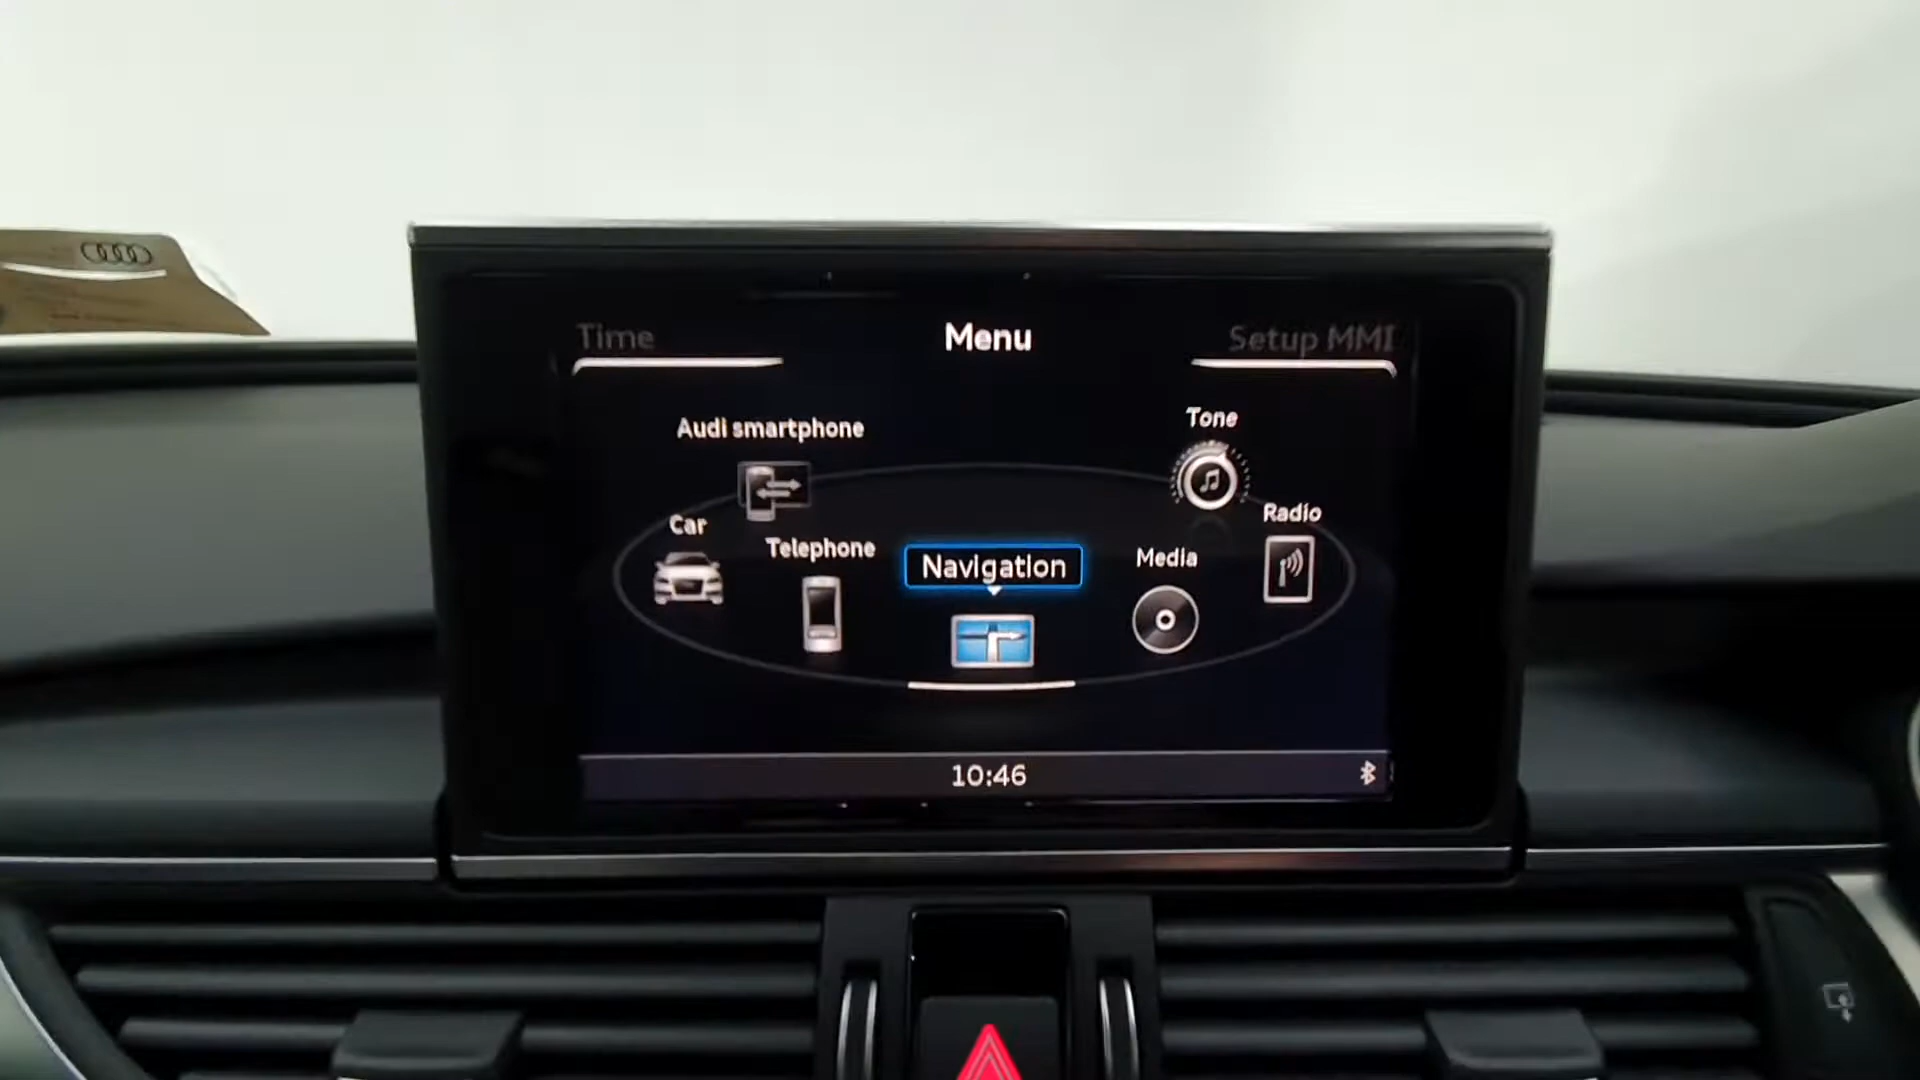 Time
Menu
Setup MMI
Audi smartphone
Tone
Car
Radio
Telephone
Navigation
Media
10:46